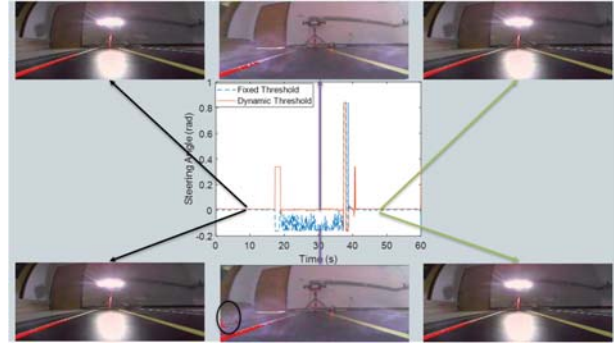 Fixed Threshold
Dynamic Threshold
Steering Angle (rad)
1
0.8
0.6
0.4
0.2
0
-0.2
0 10 20 30 40 50 60
Time (s)